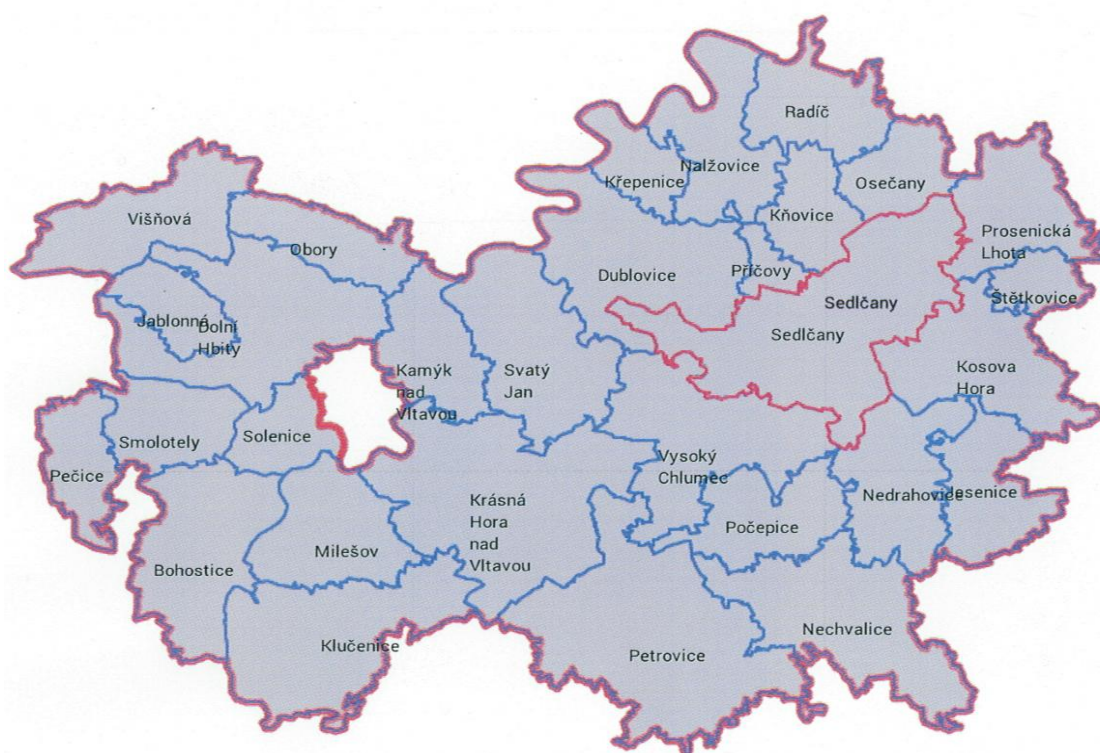 Radíč
Nalžovice
Křepenice
Osečany
Kňovice
Višňová
Obory
Prosenická
Lhota
Dublovice
Příčovy
Štětkovice
Sedlčany
Jablonná
Dolní
Hbity
Sedlčany
Kamýk
nad
Vltavou
Svatý
Jan
Kosova
Hora
Smolotely
Solenice
Pečice
Vysoký
Chlumec
Nedrahovice
Jesenice
Krásná
Hora
nad
Vltavou
Počepice
Milešov
Bohostice
Nechvalice
Klučenice
Petrovice